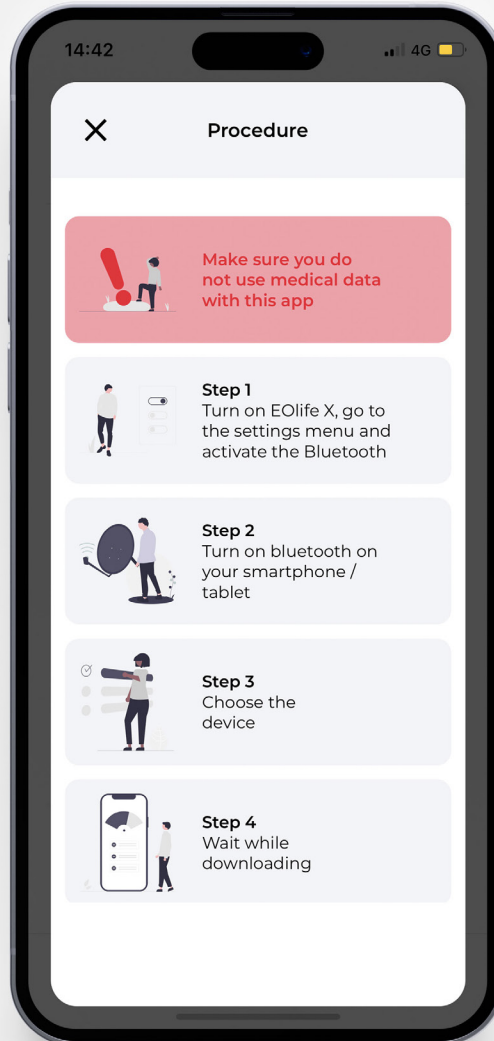 14:42
4G
Procedure
Make sure you do
not use medical data
with this app
Step 1
Turn on EOlife X, go to
the settings menu and
activate the Bluetooth
Step 2
Turn on bluetooth on
your smartphone /
tablet
Step 3
Choose the
device
Step 4
Wait while
downloading